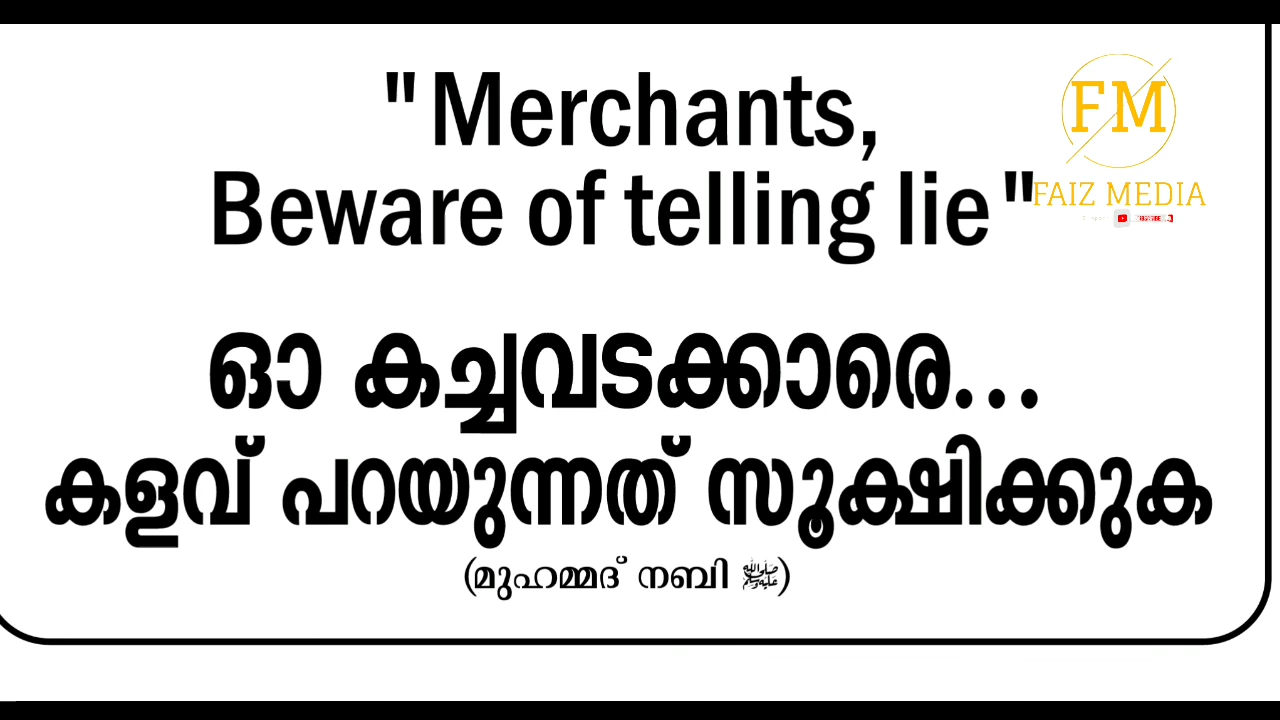 "Merchants,
Beware of telling lie"
FM
FAIZ MEDIA
ഓ കച്ചവടക്കാരെ...
കളവ് പറയുന്നത് സൂക്ഷിക്കുക
(മുഹമ്മദ് നബി ﷺ)